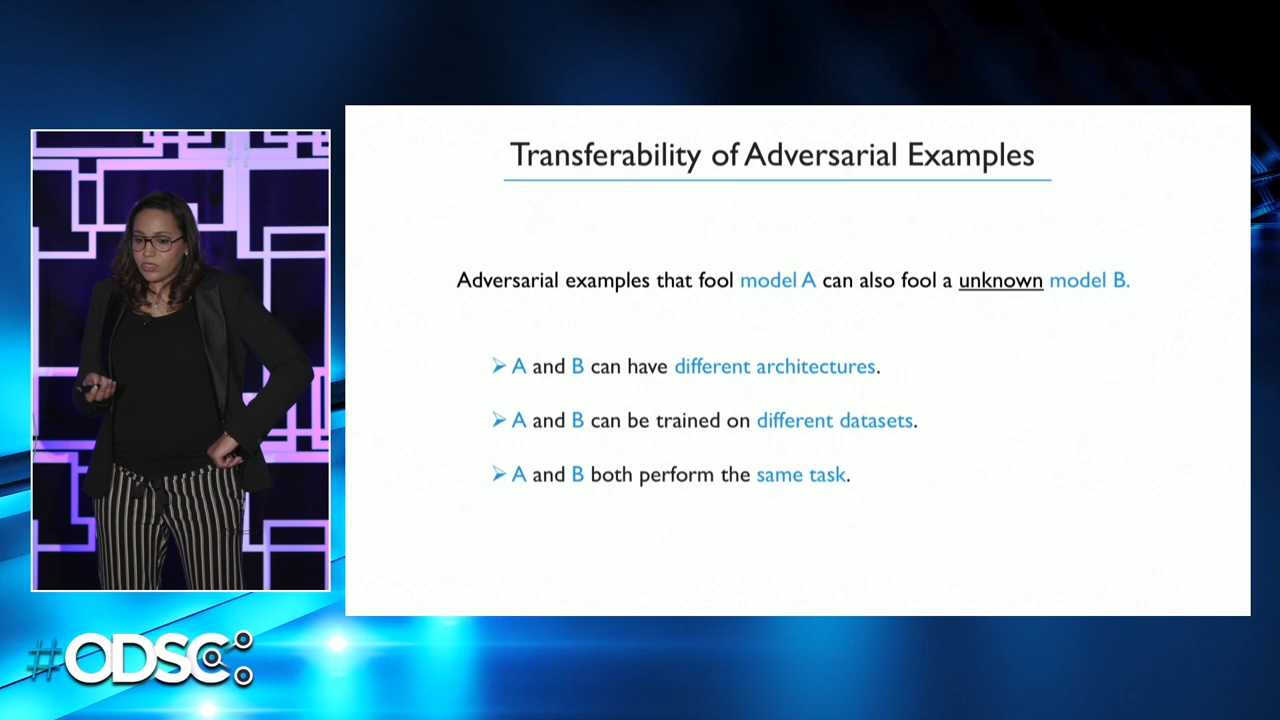 Transferability of Adversarial Examples
Adversarial examples that fool model A can also fool a unknown model B.
➢ A and B can have different architectures.
➢ A and B can be trained on different datasets.
➢ A and B both perform the same task.
#ODSC